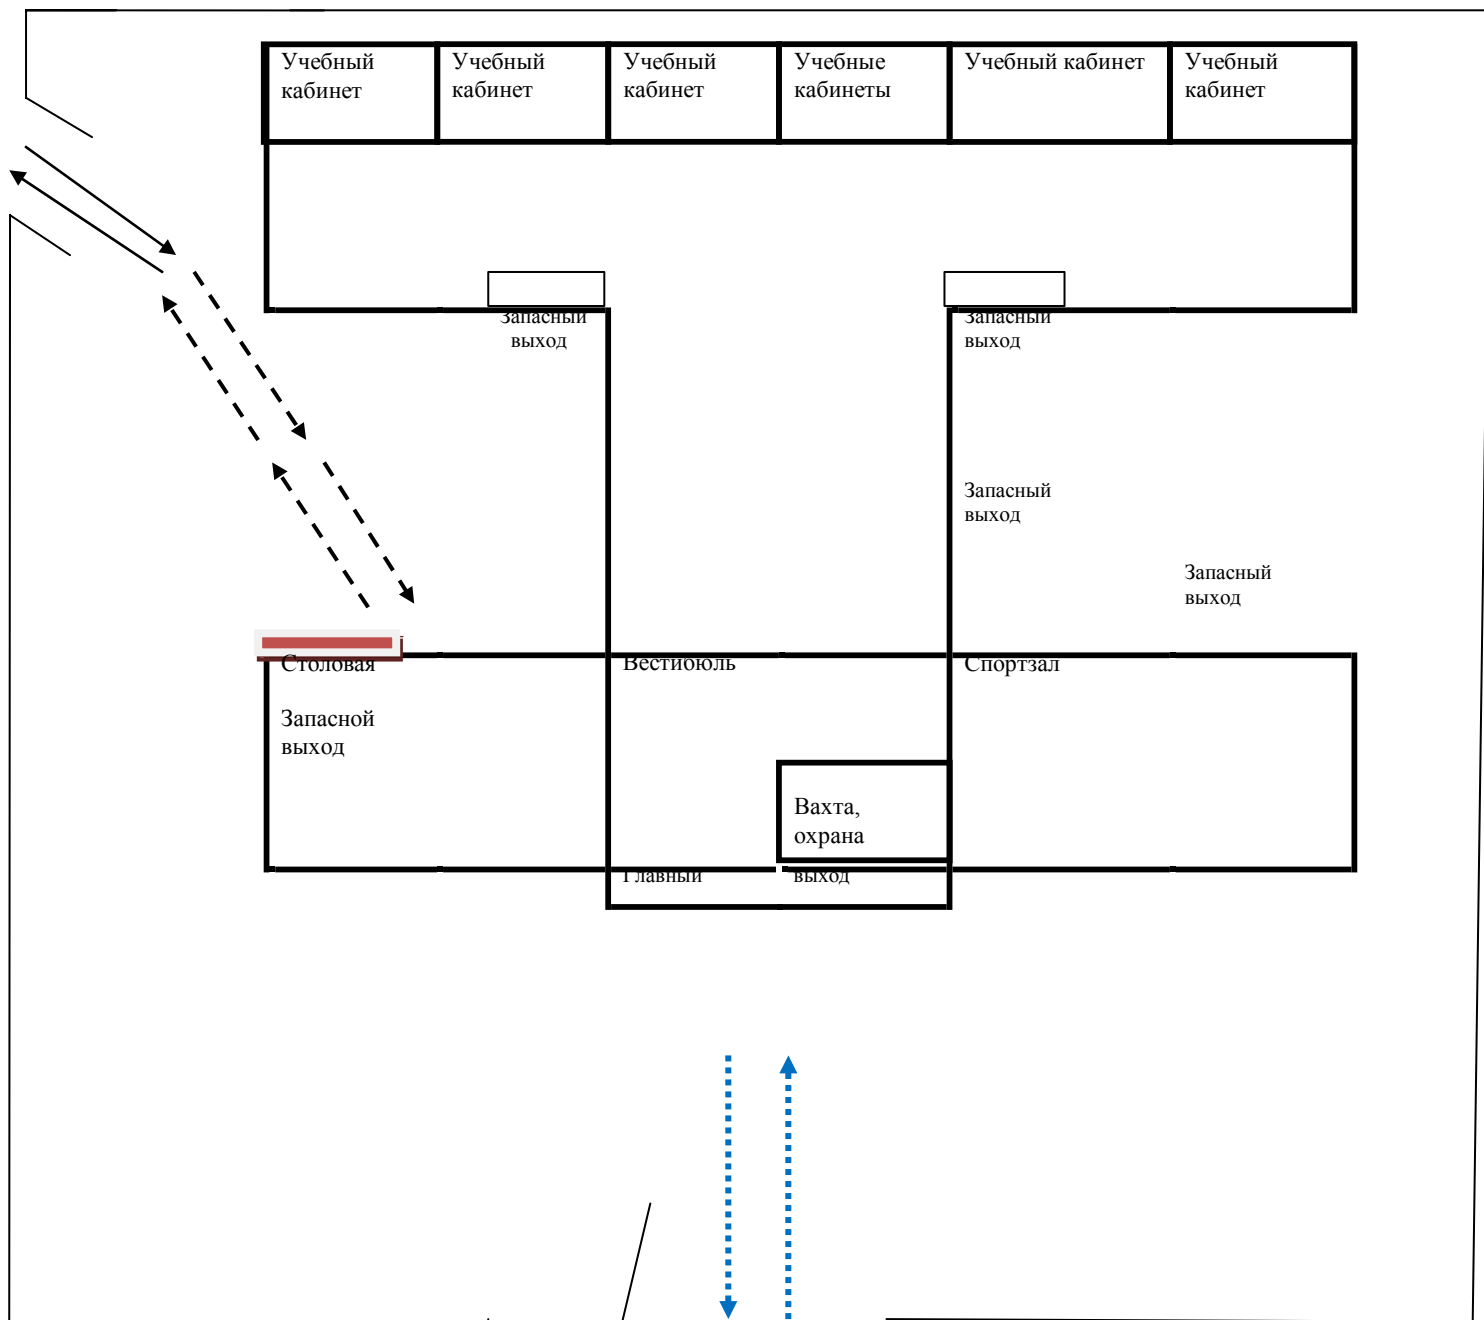 Учебный
кабинет
Учебный
кабинет
Учебный
кабинет
Учебные
кабинеты
Учебный кабинет
Учебный
кабинет
Запасный
выход
Запасный
выход
Запасный
выход
Запасный
выход
Столовая
Запасной
выход
Вестибюль
Спортзал
Вахта,
охрана
Главный
выход